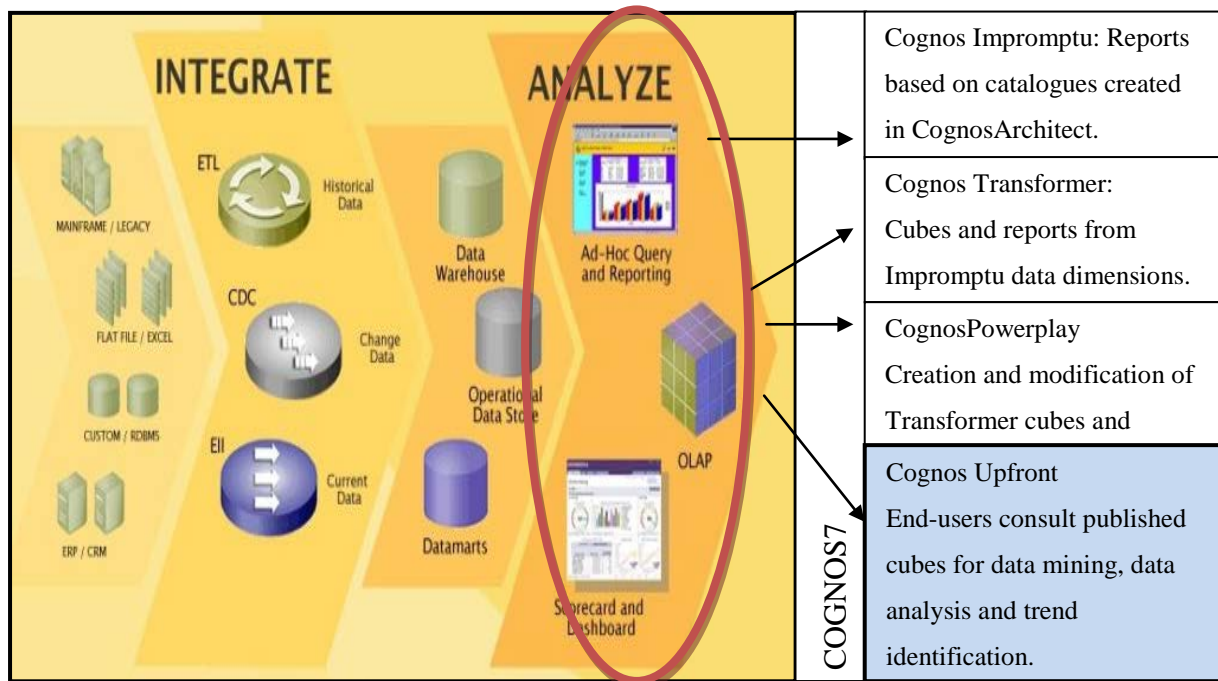 INTEGRATE
ANALYZE
MAINFRAME / LEGACY
FLAT FILE / EXCEL
CUSTOM / RDBMS
ERP / CRM
ETL
Historical
Data
CDC
Change
Data
EII
Current
Data
Data
Warehouse
Operational
Data Store
Datamarts
Ad-Hoc Query
and Reporting
OLAP
Scorecard and
Dashboard
COGNOS7
Cognos Impromptu: Reports
based on catalogues created
in CognosArchitect.
Cognos Transformer:
Cubes and reports from
Impromptu data dimensions.
CognosPowerplay
Creation and modification of
Transformer cubes and
Cognos Upfront
End-users consult published
cubes for data mining, data
analysis and trend
identification.